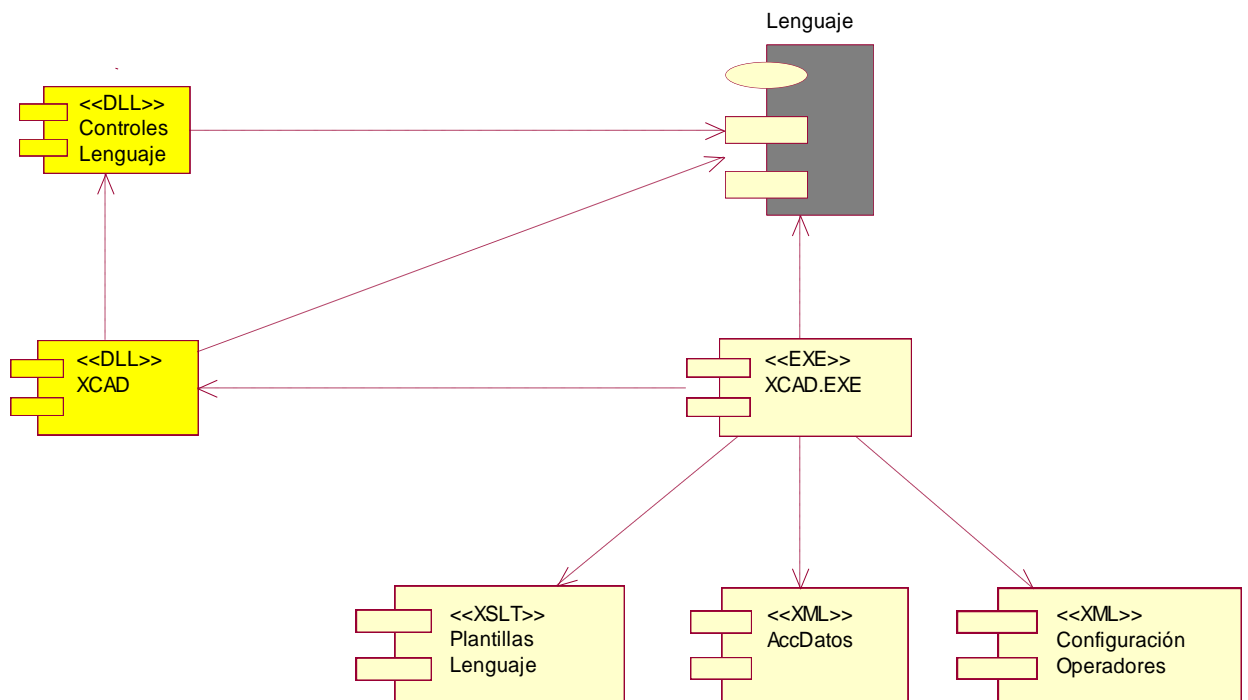 Lenguaje
<<DLL>>
Controles
Lenguaje
<<DLL>>
XCAD
<<EXE>>
XCAD.EXE
<<XSLT>>
Plantillas
Lenguaje
<<XML>>
AccDatos
<<XML>>
Configuración
Operadores